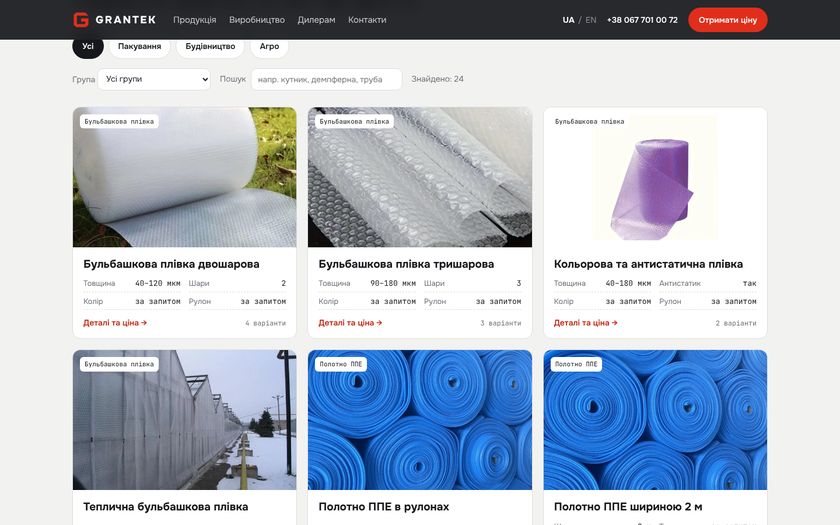 GRANTEK Продукція Виробництво Дилерам Контакти UA / EN +38 067 701 00 72 Отримати ціну
Усі Пакування Будівництво Агро
Група Усі групи Пошук напр. кутник, демпферна, труба Знайдено: 24
Бульбашкова плівка
Бульбашкова плівка двошарова
Товщина 40–120 мкм Шари 2
Колір за запитом Рулон за запитом
Деталі та ціна → 4 варіанти
Бульбашкова плівка
Бульбашкова плівка тришарова
Товщина 90–180 мкм Шари 3
Колір за запитом Рулон за запитом
Деталі та ціна → 3 варіанти
Бульбашкова плівка
Кольорова та антистатична плівка
Товщина 40–180 мкм Антистатик так
Колір за запитом Рулон за запитом
Деталі та ціна → 2 варіанти
Бульбашкова плівка
Теплична бульбашкова плівка
Полотно ППЕ
Полотно ППЕ в рулонах
Полотно ППЕ
Полотно ППЕ шириною 2 м